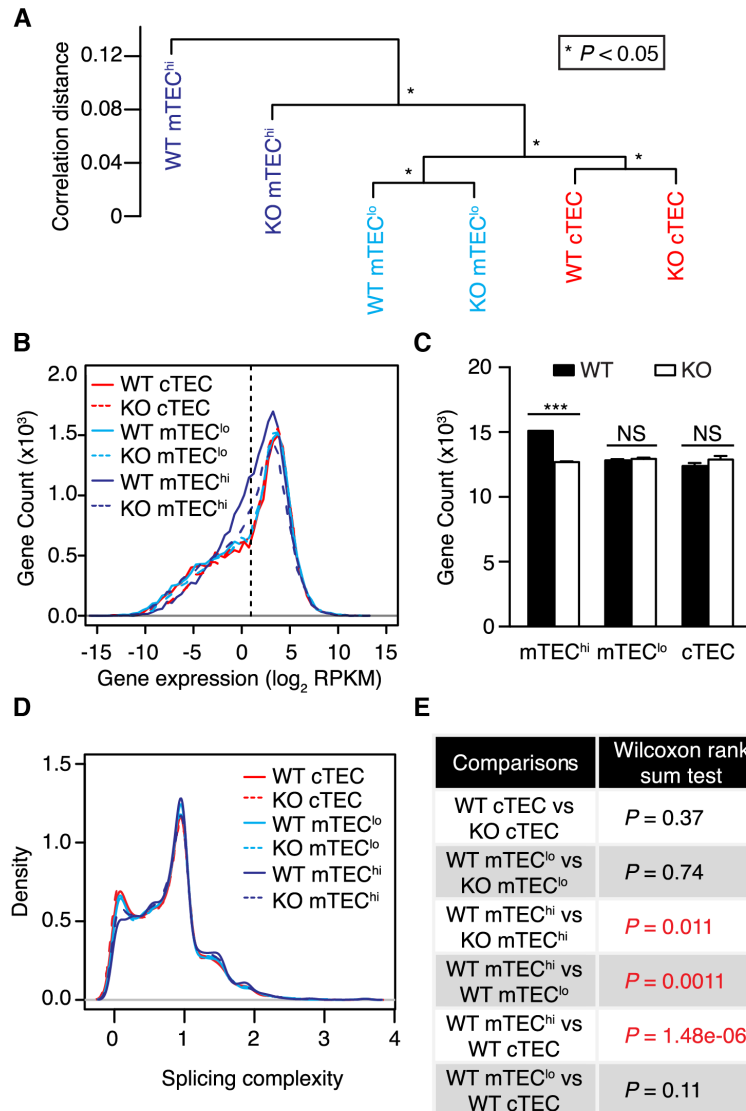 A
Correlation distance
0.12
0.08
0.04
0
* P < 0.05
*
*
*
*
WT mTEC^hi
KO mTEC^hi
WT mTEC^lo
KO mTEC^lo
WT cTEC
KO cTEC
B
Gene Count (x10³)
2.0
1.5
1.0
0.5
0.0
WT cTEC
KO cTEC
WT mTEC^lo
KO mTEC^lo
WT mTEC^hi
KO mTEC^hi
-15 -10 -5 0 5 10 15
Gene expression (log₂ RPKM)
C
Gene Count (x10³)
20
15
10
5
0
WT KO
***
NS
NS
mTEC^hi mTEC^lo cTEC
D
Density
1.5
1.0
0.5
0.0
WT cTEC
KO cTEC
WT mTEC^lo
KO mTEC^lo
WT mTEC^hi
KO mTEC^hi
0 1 2 3 4
Splicing complexity
E
Comparisons
Wilcoxon rank
sum test
WT cTEC vs
KO cTEC
P = 0.37
WT mTEC^lo vs
KO mTEC^lo
P = 0.74
WT mTEC^hi vs
KO mTEC^hi
P = 0.011
WT mTEC^hi vs
WT mTEC^lo
P = 0.0011
WT mTEC^hi vs
WT cTEC
P = 1.48e-06
WT mTEC^lo vs
WT cTEC
P = 0.11